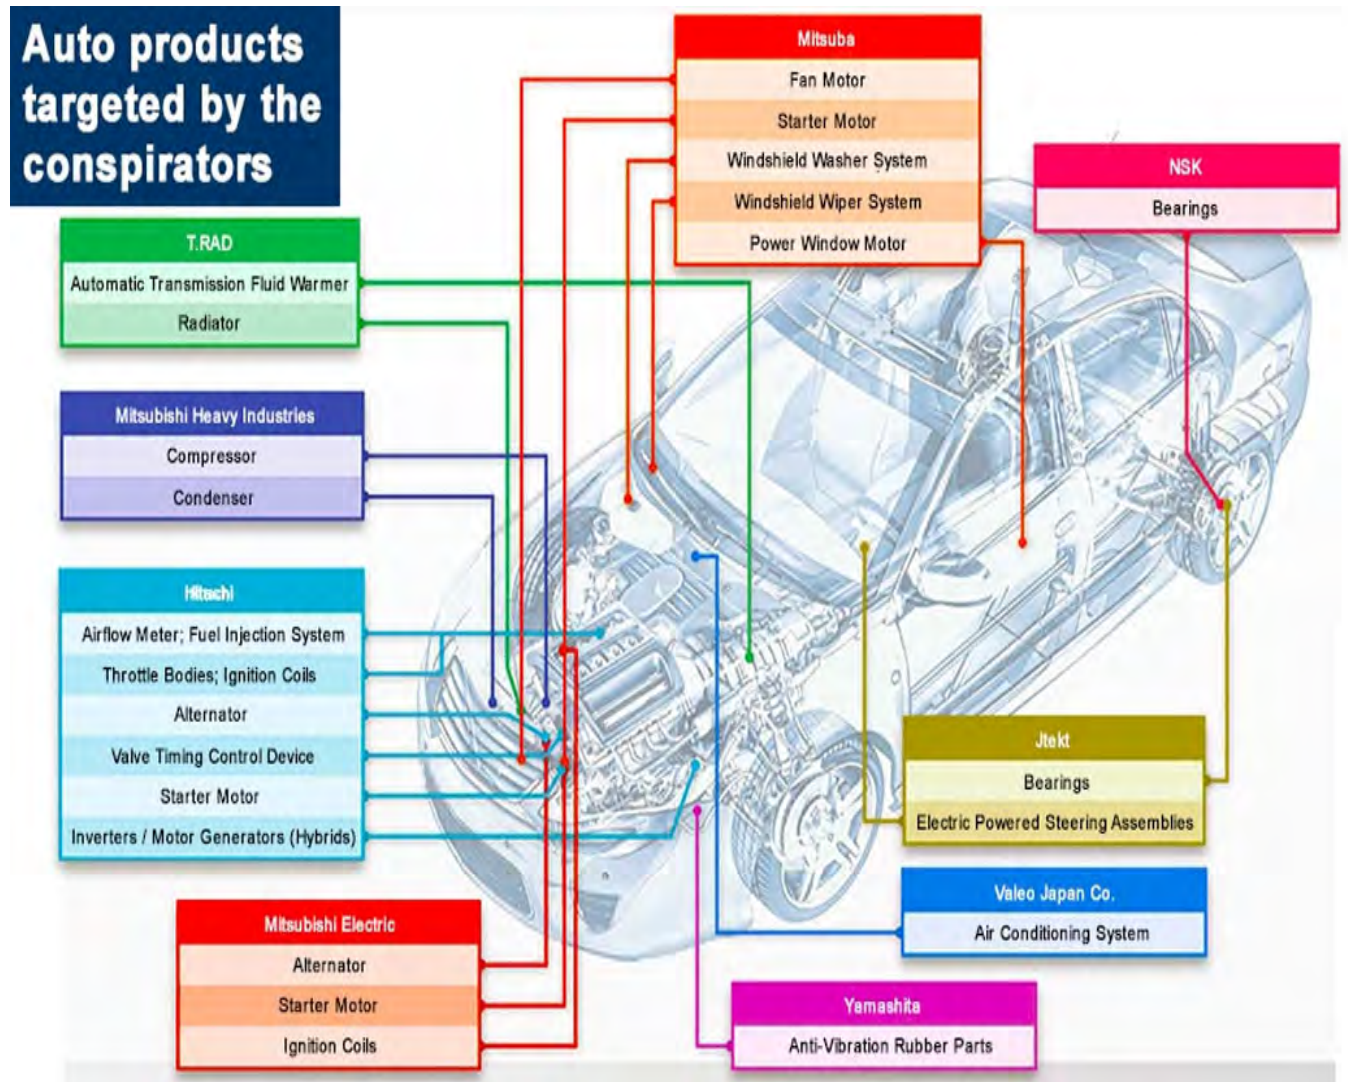 Auto products
targeted by the
conspirators
Mitsuba
Fan Motor
Starter Motor
Windshield Washer System
Windshield Wiper System
Power Window Motor
NSK
Bearings
T.RAD
Automatic Transmission Fluid Warmer
Radiator
Mitsubishi Heavy Industries
Compressor
Condenser
Hitachi
Airflow Meter; Fuel Injection System
Throttle Bodies; Ignition Coils
Alternator
Valve Timing Control Device
Starter Motor
Inverters / Motor Generators (Hybrids)
Jtekt
Bearings
Electric Powered Steering Assemblies
Valeo Japan Co.
Air Conditioning System
Mitsubishi Electric
Alternator
Starter Motor
Ignition Coils
Yamashita
Anti-Vibration Rubber Parts